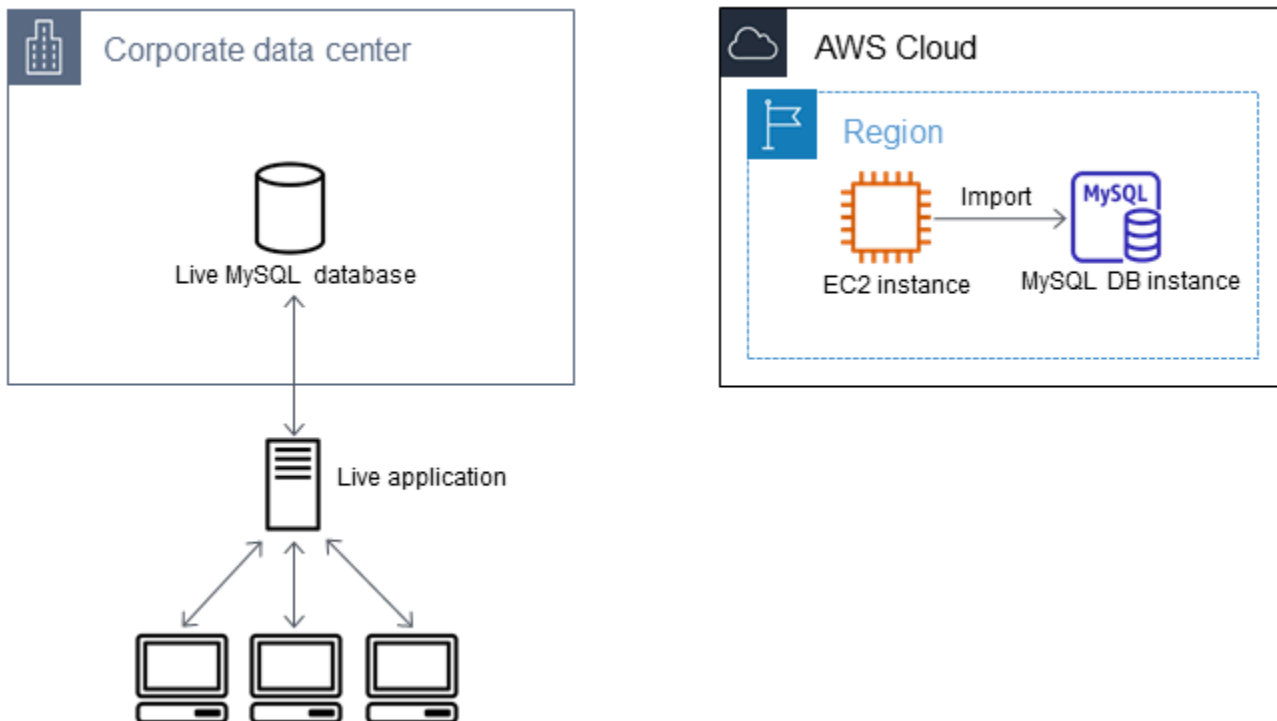 Corporate data center
Live MySQL database
Live application
AWS Cloud
Region
Import
MySQL
EC2 instance
MySQL DB instance